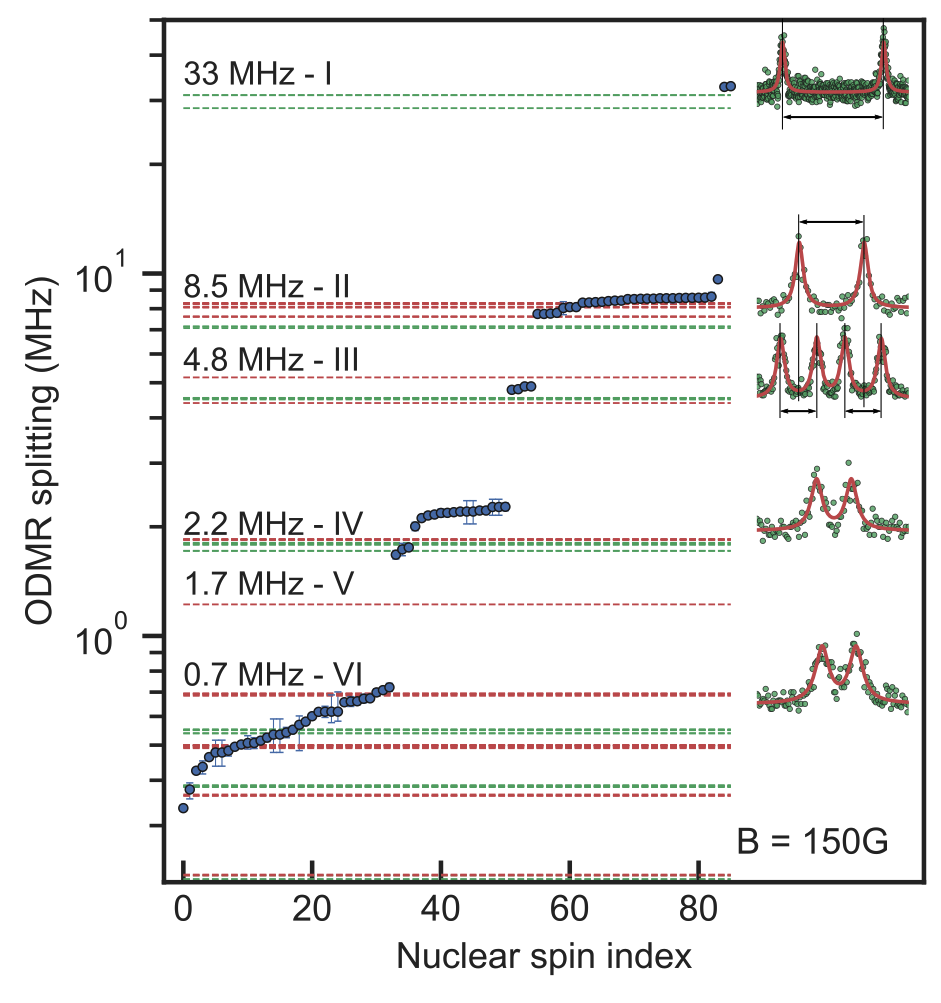 33 MHz - I
10¹
8.5 MHz - II
4.8 MHz - III
ODMR splitting (MHz)
2.2 MHz - IV
1.7 MHz - V
10⁰
0.7 MHz - VI
B = 150G
0 20 40 60 80
Nuclear spin index